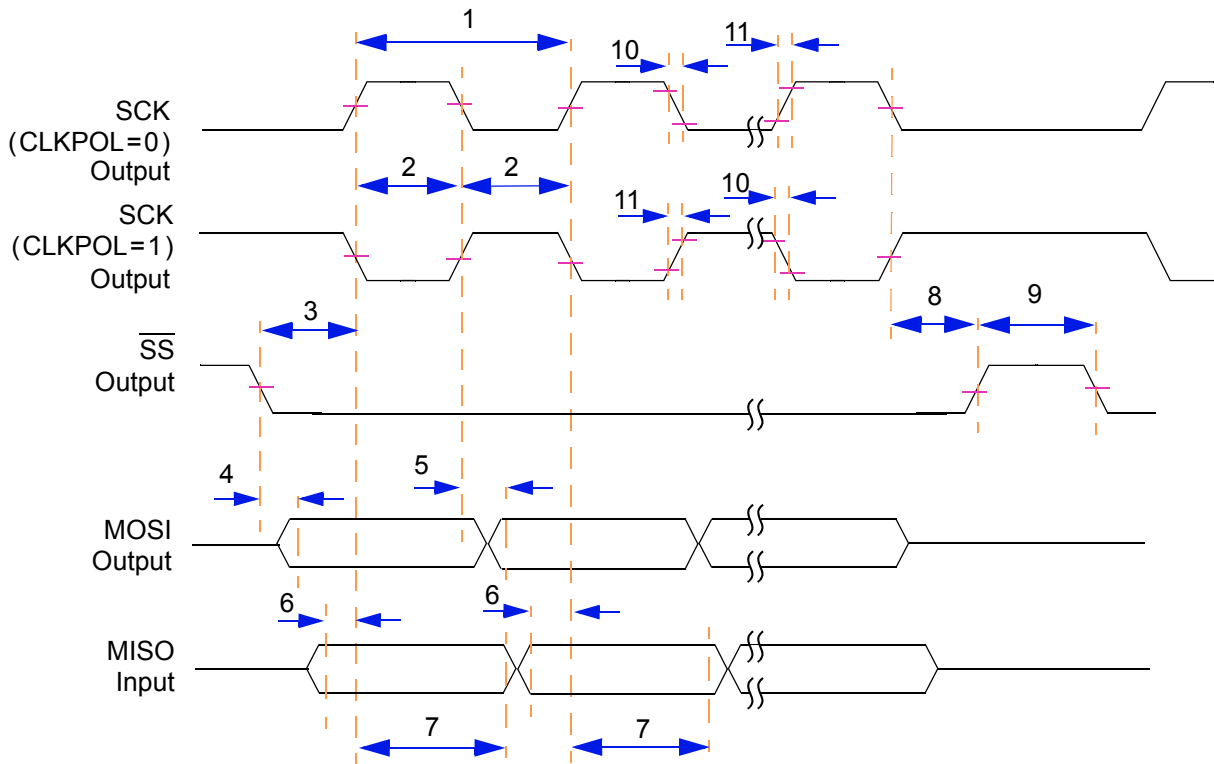 1
10
11
SCK
(CLKPOL=0)
Output
2
2
SCK
(CLKPOL=1)
Output
11
10
3
8
9
SS
Output
4
5
MOSI
Output
6
6
MISO
Input
7
7